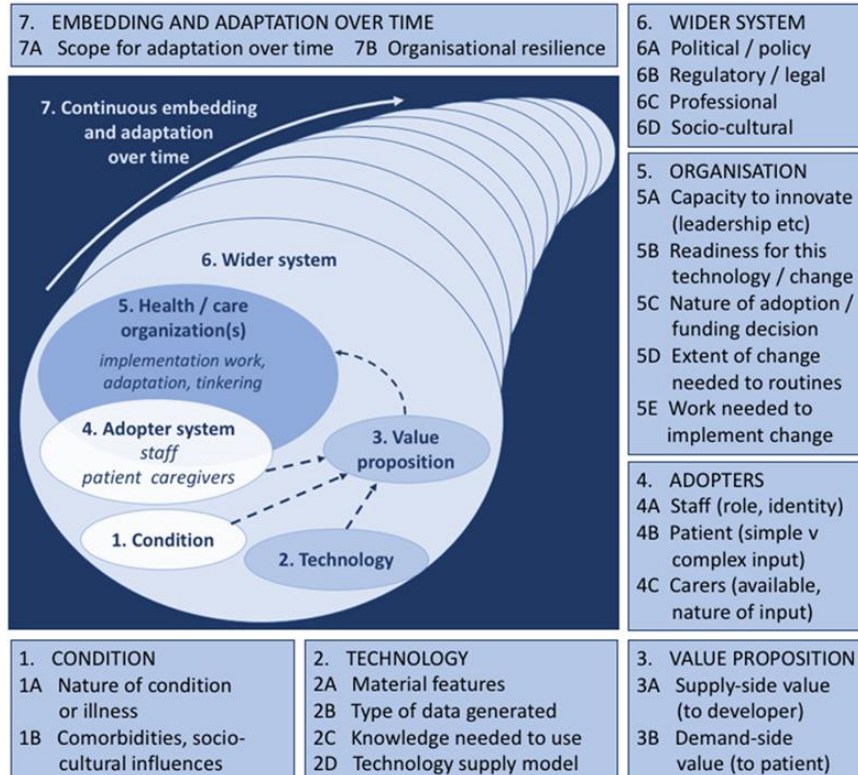 7. EMBEDDING AND ADAPTATION OVER TIME
7A Scope for adaptation over time 7B Organisational resilience
7. Continuous embedding
and adaptation
over time
6. Wider system
5. Health / care
organization(s)
implementation work,
adaptation, tinkering
4. Adopter system
staff
patient caregivers
3. Value
proposition
1. Condition
2. Technology
6. WIDER SYSTEM
6A Political / policy
6B Regulatory / legal
6C Professional
6D Socio-cultural
5. ORGANISATION
5A Capacity to innovate
(leadership etc)
5B Readiness for this
technology / change
5C Nature of adoption /
funding decision
5D Extent of change
needed to routines
5E Work needed to
implement change
4. ADOPTERS
4A Staff (role, identity)
4B Patient (simple v
complex input)
4C Carers (available,
nature of input)
1. CONDITION
1A Nature of condition
or illness
1B Comorbidities, socio-
cultural influences
2. TECHNOLOGY
2A Material features
2B Type of data generated
2C Knowledge needed to use
2D Technology supply model
3. VALUE PROPOSITION
3A Supply-side value
(to developer)
3B Demand-side
value (to patient)